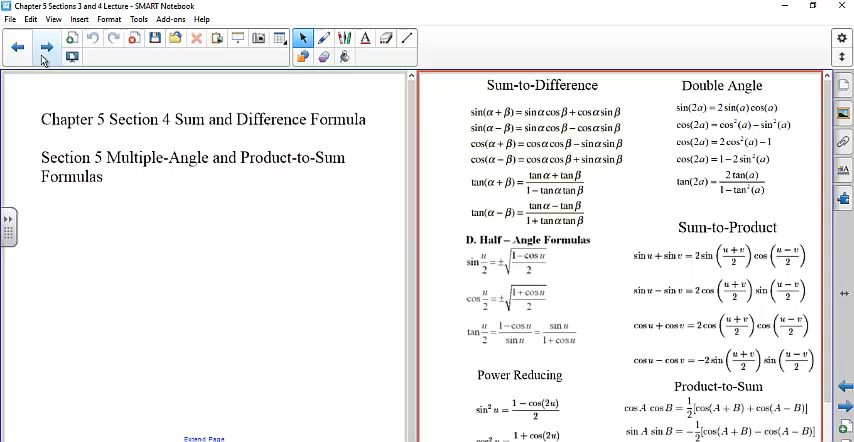 Chapter 5 Sections 3 and 4 Lecture - SMART Notebook
File Edit View Insert Format Tools Add-ons Help
Chapter 5 Section 4 Sum and Difference Formula
Section 5 Multiple-Angle and Product-to-Sum
Formulas
Extend Page
Sum-to-Difference
sin(α + β) = sin α cos β + cos α sin β
sin(α − β) = sin α cos β − cos α sin β
cos(α + β) = cos α cos β − sin α sin β
cos(α − β) = cos α cos β + sin α sin β
tan(α + β) = (tan α + tan β) / (1 − tan α tan β)
tan(α − β) = (tan α − tan β) / (1 + tan α tan β)
D. Half – Angle Formulas
sin u/2 = ±√((1 − cos u)/2)
cos u/2 = ±√((1 + cos u)/2)
tan u/2 = (1 − cos u)/sin u = sin u/(1 + cos u)
Power Reducing
sin² u = (1 − cos(2u))/2
cos² u = 1 + cos(2u)
Double Angle
sin(2a) = 2 sin(a) cos(a)
cos(2a) = cos²(a) − sin²(a)
cos(2a) = 2 cos²(a) − 1
cos(2a) = 1 − 2 sin²(a)
tan(2a) = 2 tan(a) / (1 − tan²(a))
Sum-to-Product
sin u + sin v = 2 sin ((u + v)/2) cos ((u − v)/2)
sin u − sin v = 2 cos ((u + v)/2) sin ((u − v)/2)
cos u + cos v = 2 cos ((u + v)/2) cos ((u − v)/2)
cos u − cos v = −2 sin ((u + v)/2) sin ((u − v)/2)
Product-to-Sum
cos A cos B = 1/2 [cos(A + B) + cos(A − B)]
sin A sin B = −1/2 [cos(A + B) − cos(A − B)]